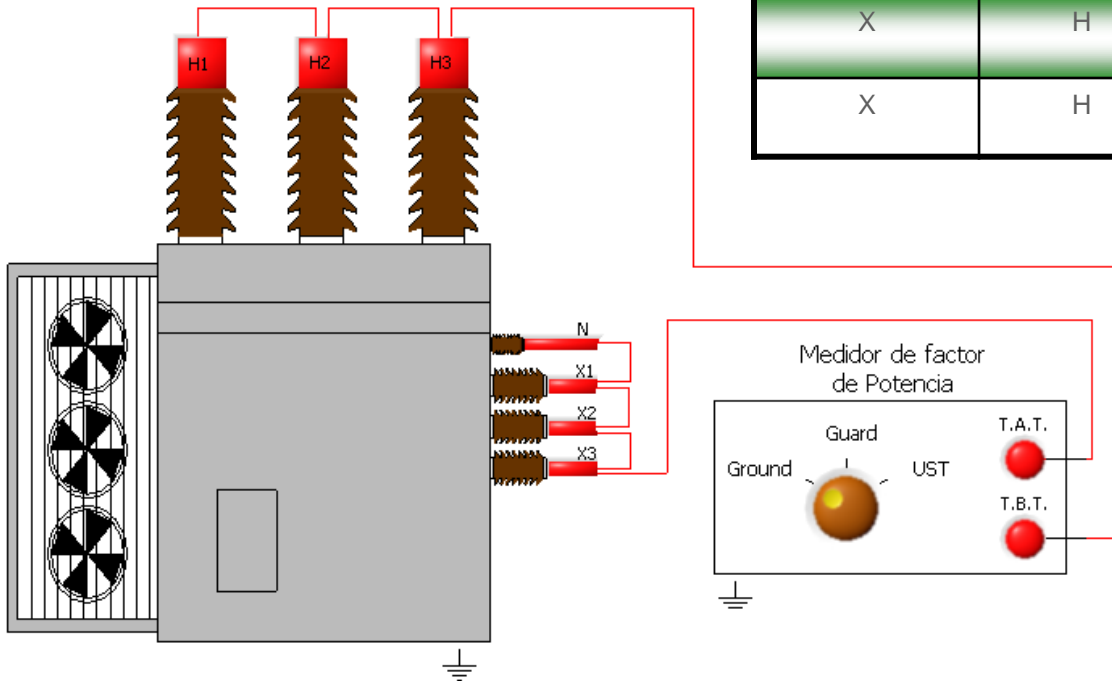 X H
X H
H1 H2 H3
N
X1
X2
X3
Medidor de factor
de Potencia
Ground
Guard
UST
T.A.T.
T.B.T.